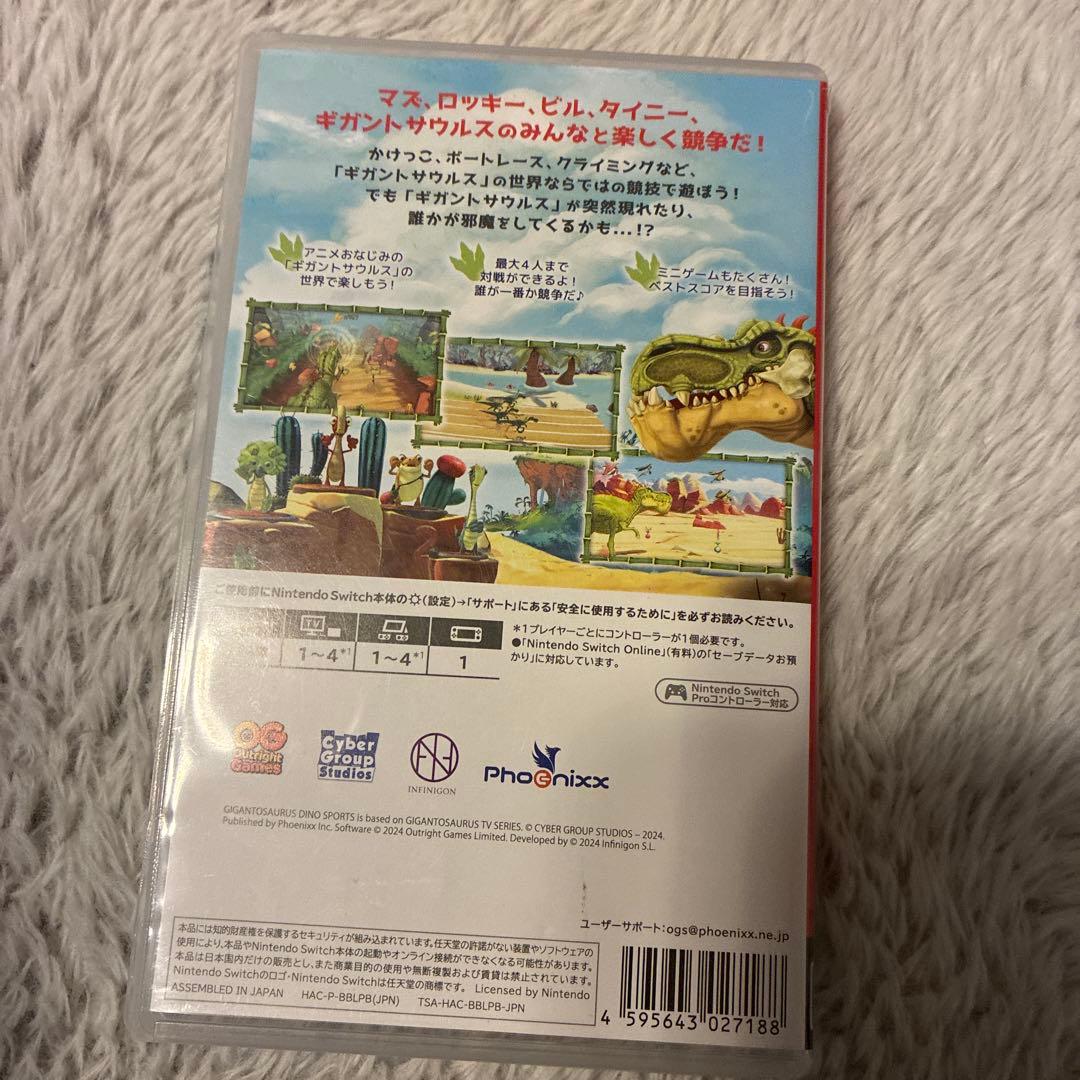 マズ、ロッキー、ビル、タイニー、
ギガントサウルスのみんなと楽しく競争だ!
かけっこ、ボートレース、クライミングなど、
「ギガントサウルス」の世界ならではの競技で遊ぼう!
でも「ギガントサウルス」が突然現れたり、
誰かが邪魔をしてくるかも...!?
アニメおなじみの
「ギガントサウルス」の
世界で楽しもう!
最大4人まで
対戦ができるよ!
誰が一番か競争だ♪
ミニゲームもたくさん!
ベストスコアを目指そう!
ご使用前にNintendo Switch本体の(設定)→「サポート」にある「安全に使用するために」を必ずお読みください。
TV
1~4*1
1~4*1
1
*1プレイヤーごとにコントローラーが1個必要です。
●「Nintendo Switch Online」(有料)の「セーブデータお預
かり」に対応しています。
Nintendo Switch
Proコントローラー対応
OG
Outright
Games
Cyber
Group
Studios
INFINIGON
Phoenixx
GIGANTOSAURUS DINO SPORTS is based on GIGANTOSAURUS TV SERIES. © CYBER GROUP STUDIOS – 2024.
Published by Phoenixx Inc. Software © 2024 Outright Games Limited. Developed by © 2024 Infinigon S.L.
ユーザーサポート:ogs@phoenixx.ne.jp
本品には知的財産権を保護するセキュリティが組み込まれています。任天堂の許諾がない装置やソフトウェアの
使用により、本品やNintendo Switch本体の起動やオンライン接続ができなくなる可能性があります。
本品は日本国内だけの販売とし、また商業目的の使用や無断複製および賃貸は禁止されています。
Nintendo Switchのロゴ・Nintendo Switchは任天堂の商標です。 Licensed by Nintendo
ASSEMBLED IN JAPAN HAC-P-BBLPB(JPN) TSA-HAC-BBLPB-JPN
4 595643 027188